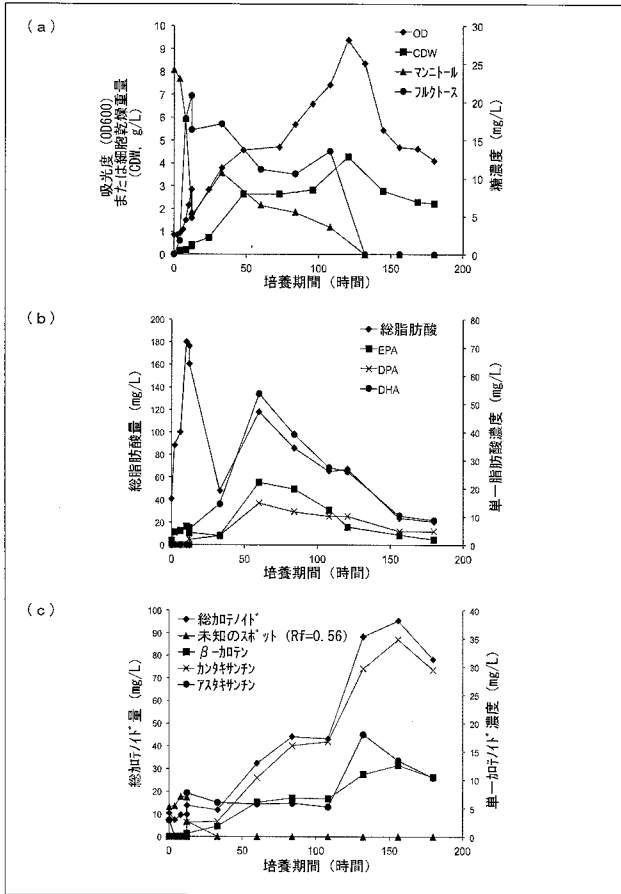 (a)
吸光度 (OD600)
または細胞乾燥重量
(CDW, g/L)
10
9
8
7
6
5
4
3
2
1
0
30
25
20
15
10
5
0
糖濃度 (mg/L)
OD
CDW
マンニトール
フルクトース
0
50
100
150
200
培養期間 (時間)
(b)
総脂肪酸量 (mg/L)
200
180
160
140
120
100
80
60
40
20
0
80
70
60
50
40
30
20
10
0
単一脂肪酸濃度 (mg/L)
総脂肪酸
EPA
DPA
DHA
0
50
100
150
200
培養期間 (時間)
(c)
総カロテノイド量 (mg/L)
100
90
80
70
60
50
40
30
20
10
0
40
35
30
25
20
15
10
5
0
単一カロテノイド濃度 (mg/L)
総カロテノイド
未知のスポット (Rf=0.56)
β-カロテン
カンタキサンチン
アスタキサンチン
0
50
100
150
200
培養期間 (時間)